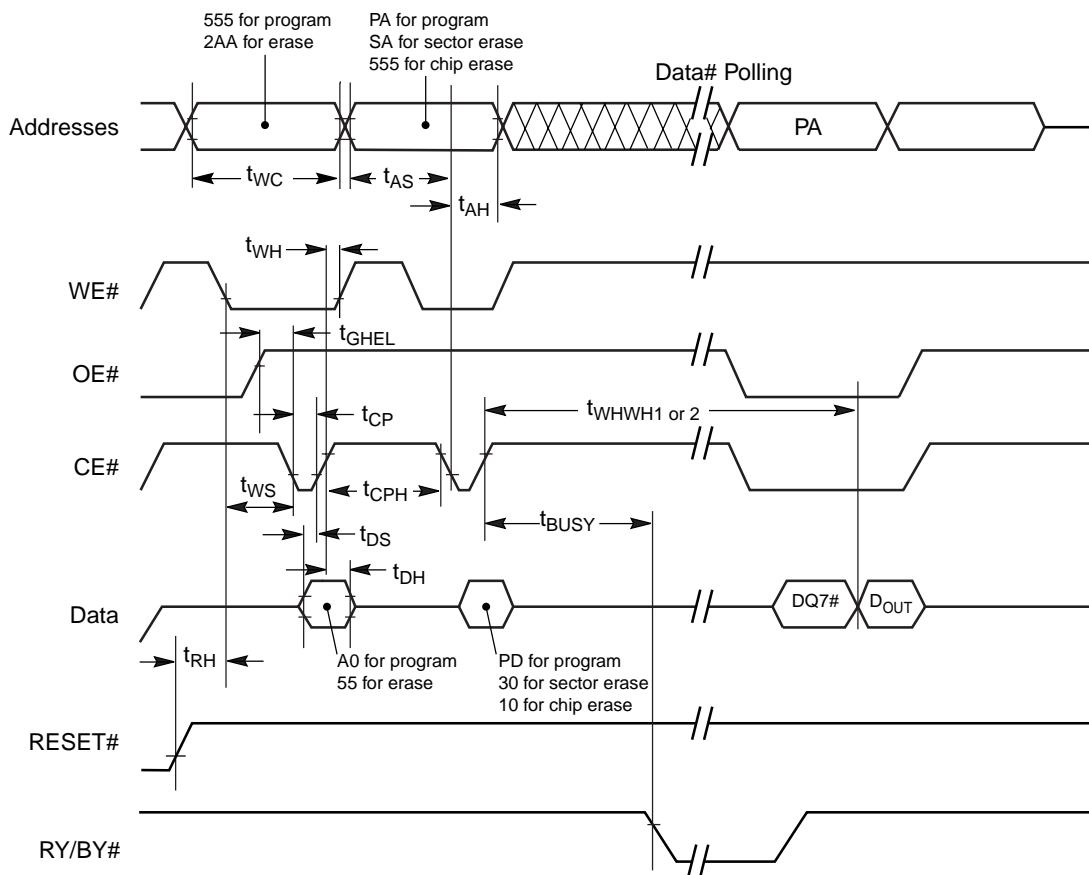 555 for program
2AA for erase
PA for program
SA for sector erase
555 for chip erase
Data# Polling
Addresses
PA
tWC
tAS
tAH
tWH
WE#
tGHEL
OE#
tWHWH1 or 2
tCP
CE#
tWS
tCPH
tBUSY
tDS
tDH
Data
DQ7#
DOUT
tRH
A0 for program
55 for erase
PD for program
30 for sector erase
10 for chip erase
RESET#
RY/BY#